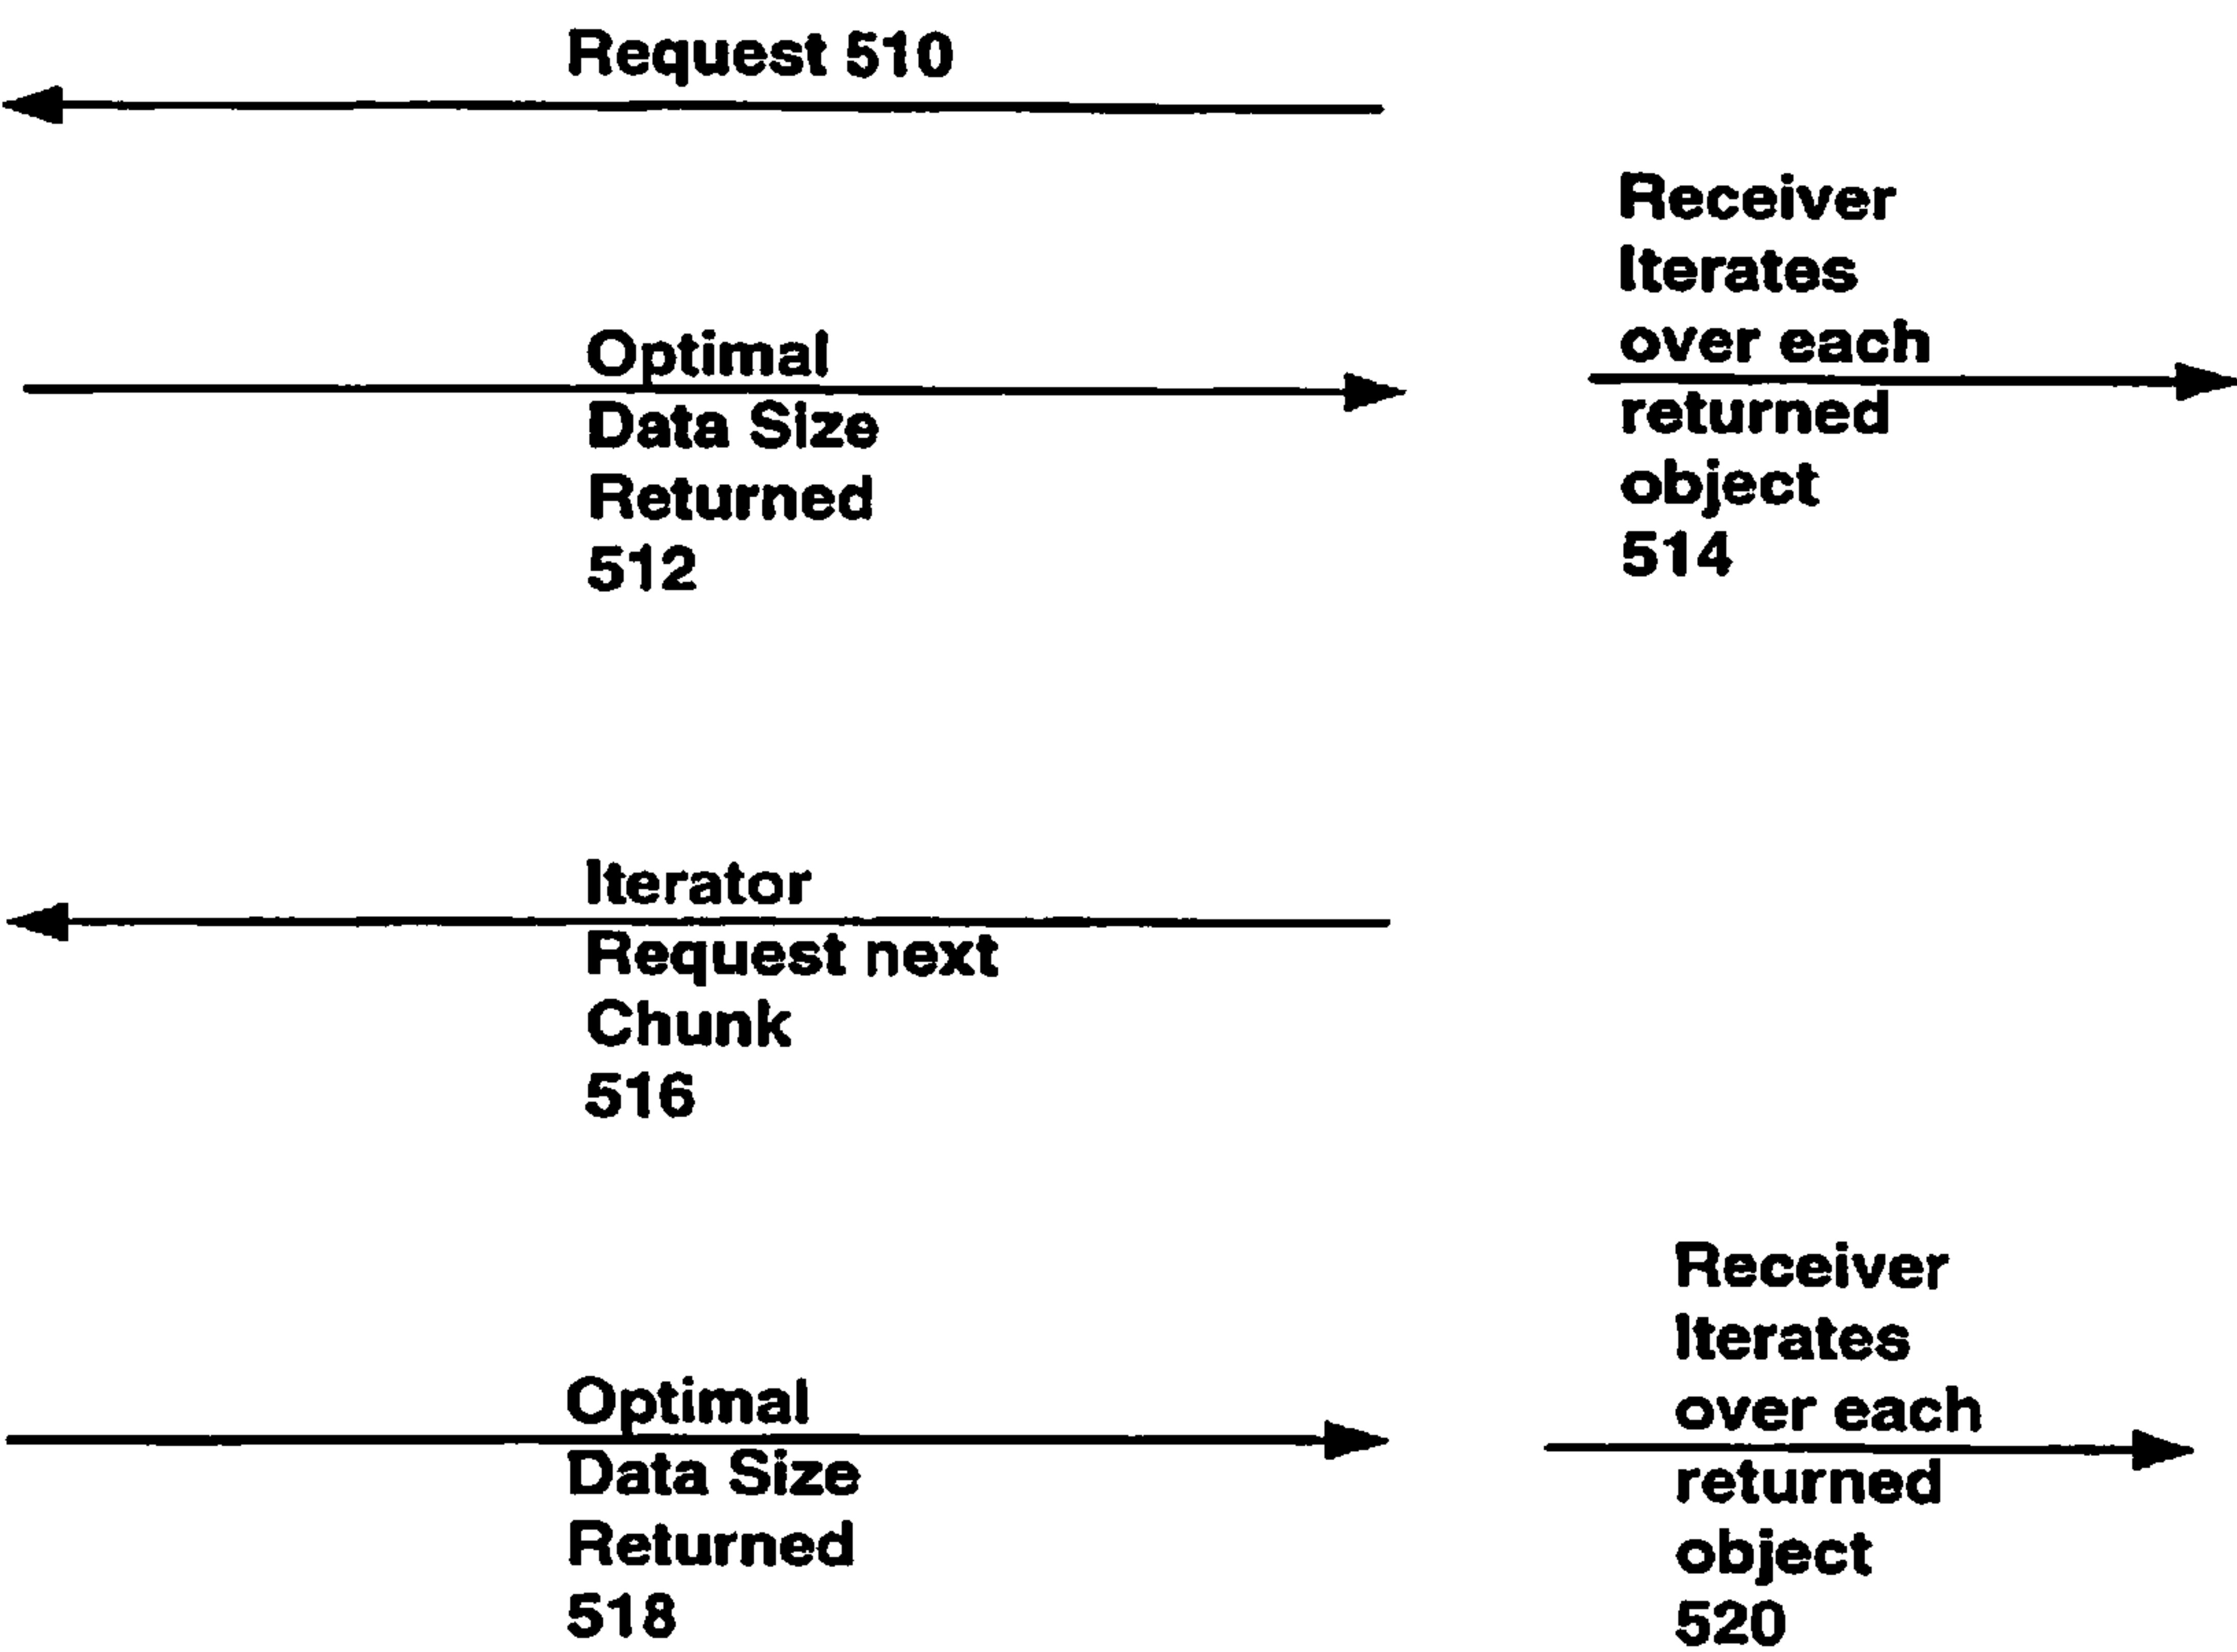 Request 510
Optimal
Data Size
Returned
512
Receiver
Iterates
over each
returned
object
514
Iterator
Request next
Chunk
516
Optimal
Data Size
Returned
518
Receiver
Iterates
over each
returned
object
520